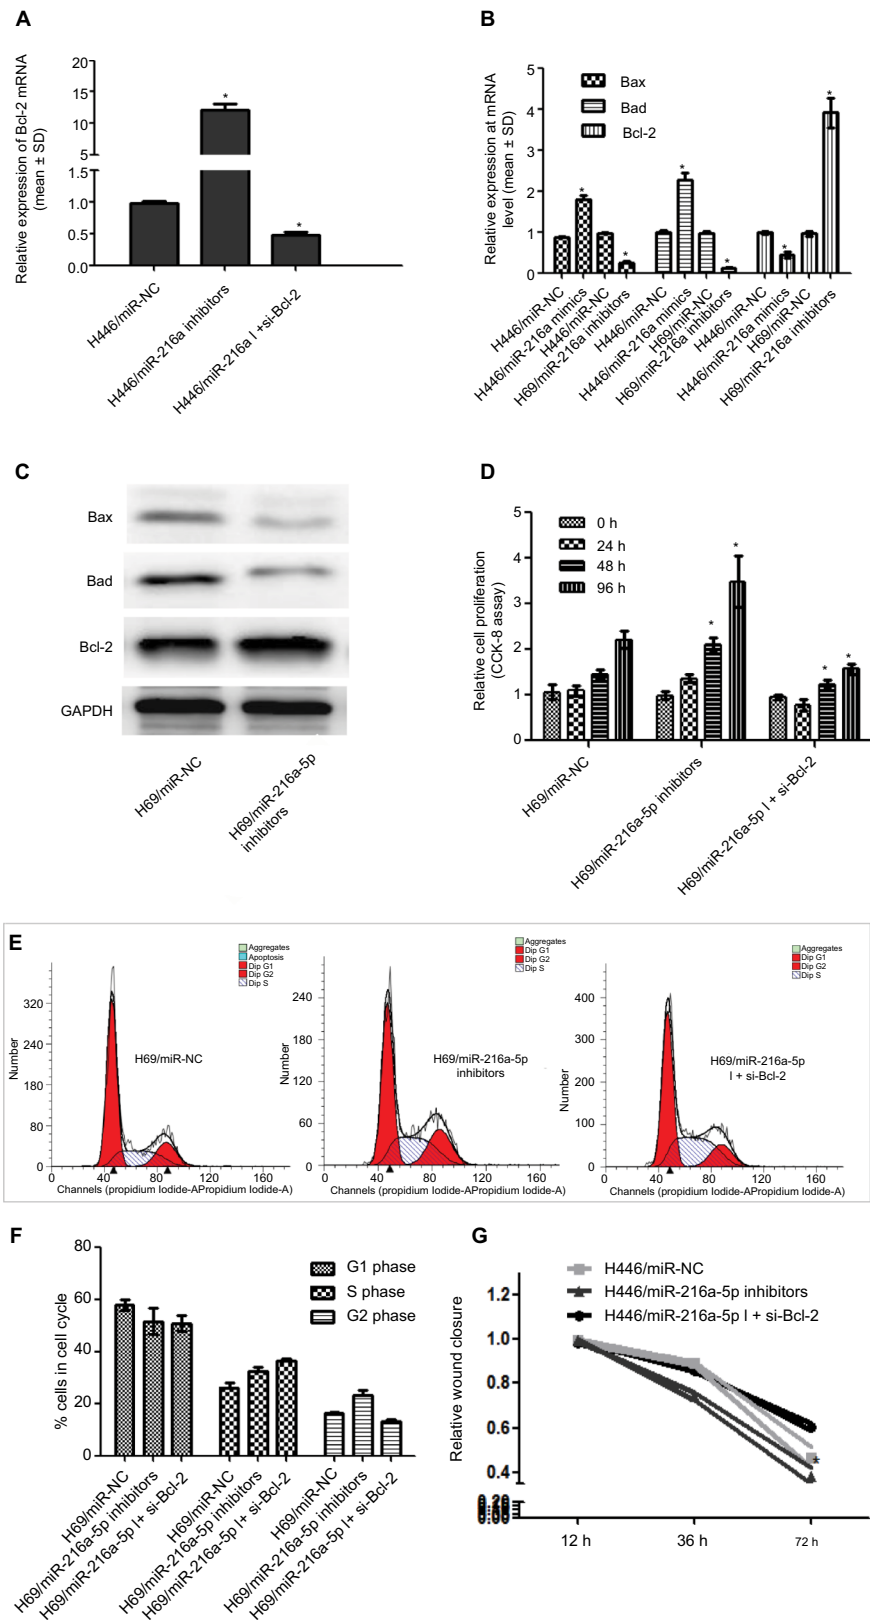 A
Relative expression of Bcl-2 mRNA
(mean ± SD)
20
15
10
5
1.5
1.0
0.5
0.0
*
*
H446/miR-NC
H446/miR-216a inhibitors
H446/miR-216a I +si-Bcl-2
B
Relative expression at mRNA
level (mean ± SD)
5
4
3
2
1
0
Bax
Bad
Bcl-2
*
*
*
*
*
*
H446/miR-NC
H446/miR-216a mimics
H446/miR-NC
H69/miR-216a inhibitors
H446/miR-NC
H446/miR-216a mimics
H69/miR-NC
H69/miR-216a inhibitors
H446/miR-NC
H446/miR-216a mimics
H69/miR-NC
H69/miR-216a inhibitors
C
Bax
Bad
Bcl-2
GAPDH
H69/miR-NC
H69/miR-216a-5p
inhibitors
D
Relative cell proliferation
(CCK-8 assay)
5
4
3
2
1
0
0 h
24 h
48 h
96 h
*
*
*
*
H69/miR-NC
H69/miR-216a-5p inhibitors
H69/miR-216a-5p I + si-Bcl-2
E
Number
320
240
180
80
0
Aggregates
Apoptosis
Dip G1
Dip G2
Dip S
H69/miR-NC
0 40 80 120 160
Channels (propidium Iodide-APropidium Iodide-A)
Number
240
180
120
60
0
Aggregates
Dip G1
Dip G2
Dip S
H69/miR-216a-5p
inhibitors
0 40 80 120 160
Channels (propidium Iodide-APropidium Iodide-A)
Number
400
300
200
100
0
Aggregates
Dip G1
Dip G2
Dip S
H69/miR-216a-5p
I + si-Bcl-2
0 40 80 120 160
Channels (propidium Iodide-APropidium Iodide-A)
F
% cells in cell cycle
80
60
40
20
0
G1 phase
S phase
G2 phase
H69/miR-NC
H69/miR-216a-5p inhibitors
H69/miR-216a-5p I+ si-Bcl-2
H69/miR-NC
H69/miR-216a-5p inhibitors
H69/miR-216a-5p I+ si-Bcl-2
H69/miR-NC
H69/miR-216a-5p inhibitors
H69/miR-216a-5p I+ si-Bcl-2
G
H446/miR-NC
H446/miR-216a-5p inhibitors
H446/miR-216a-5p I + si-Bcl-2
Relative wound closure
1.2
1.0
0.8
0.6
0.4
0.20
0.00
*
12 h
36 h
72 h